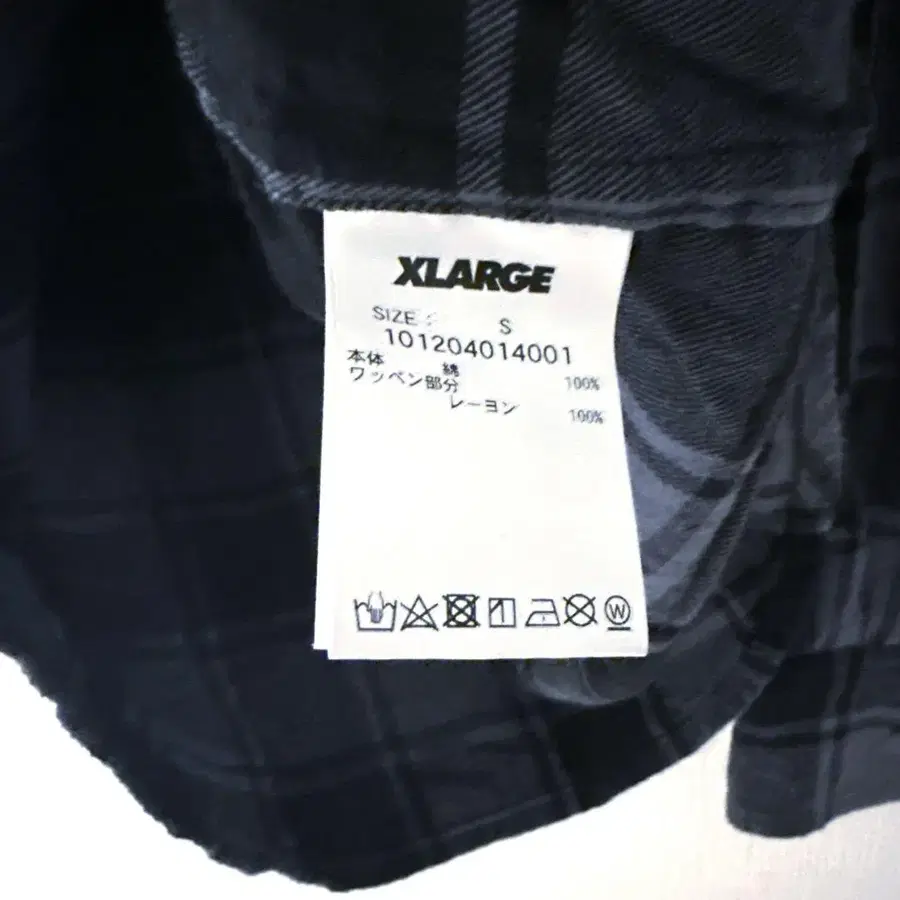 XLARGE
SIZE S
101204014001
本体 綿 100%
ワッペン部分
レーヨン 100%
W